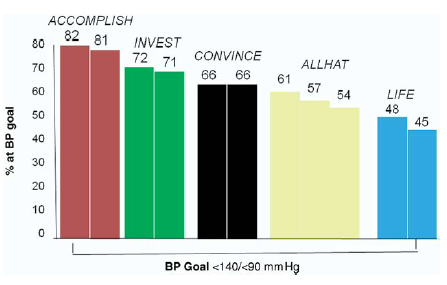 ACCOMPLISH
82 81
INVEST
72 71
CONVINCE
66 66
ALLHAT
61 57 54
LIFE
48 45
% at BP goal
80
70
60
50
40
30
20
10
0
BP Goal <140/<90 mmHg